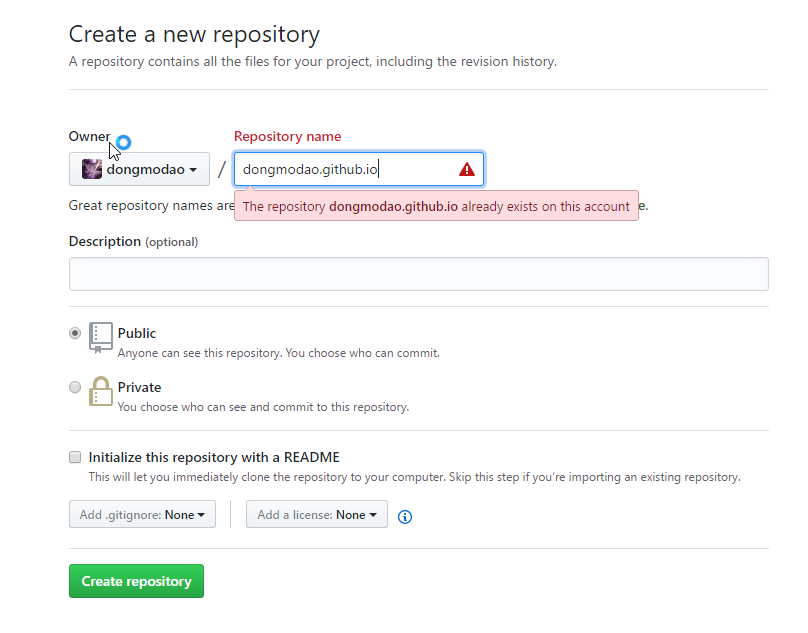 Create a new repository
A repository contains all the files for your project, including the revision history.
Owner
Repository name
dongmodao
/
dongmodao.github.io
Great repository names are
The repository dongmodao.github.io already exists on this account
e.
Description (optional)
Public
Anyone can see this repository. You choose who can commit.
Private
You choose who can see and commit to this repository.
Initialize this repository with a README
This will let you immediately clone the repository to your computer. Skip this step if you’re importing an existing repository.
Add .gitignore: None
Add a license: None
Create repository